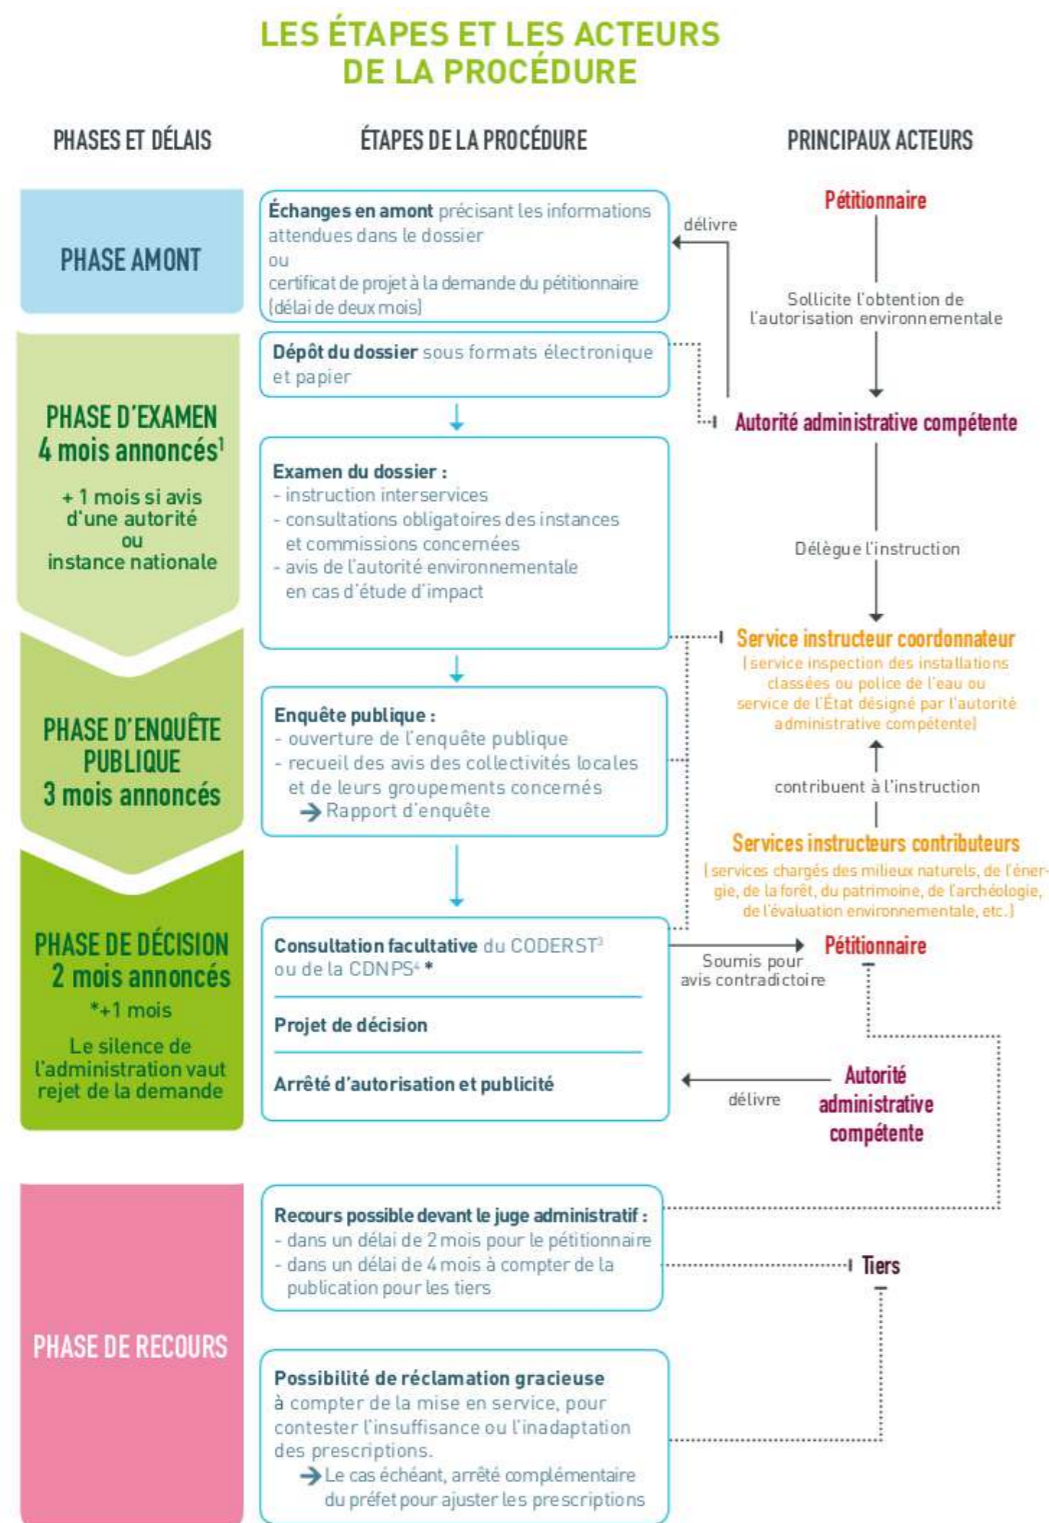 LES ÉTAPES ET LES ACTEURS
DE LA PROCÉDURE
PHASES ET DÉLAIS
ÉTAPES DE LA PROCÉDURE
PRINCIPAUX ACTEURS
PHASE AMONT
Échanges en amont précisant les informations
attendues dans le dossier
ou
certificat de projet à la demande du pétitionnaire
(délai de deux mois)
délivre
Pétitionnaire
Sollicite l'obtention de
l'autorisation environnementale
PHASE D'EXAMEN
4 mois annoncés¹
+ 1 mois si avis
d'une autorité
ou
instance nationale
Dépôt du dossier sous formats électronique
et papier
Autorité administrative compétente
Examen du dossier :
- instruction interservices
- consultations obligatoires des instances
et commissions concernées
- avis de l'autorité environnementale
en cas d'étude d'impact
Délègue l'instruction
Service instructeur coordonnateur
(service inspection des installations
classées ou police de l'eau ou
service de l'État désigné par l'autorité
administrative compétente)
PHASE D'ENQUÊTE
PUBLIQUE
3 mois annoncés
Enquête publique :
- ouverture de l'enquête publique
- recueil des avis des collectivités locales
et de leurs groupements concernés
→ Rapport d'enquête
contribuent à l'instruction
Services instructeurs contributeurs
(services chargés des milieux naturels, de l'éner-
gie, de la forêt, du patrimoine, de l'archéologie,
de l'évaluation environnementale, etc.)
PHASE DE DÉCISION
2 mois annoncés
*+1 mois
Le silence de
l'administration vaut
rejet de la demande
Consultation facultative du CODERST³
ou de la CDNPS⁴ *
Projet de décision
Arrêté d'autorisation et publicité
Soumis pour
avis contradictoire
Pétitionnaire
délivre
Autorité
administrative
compétente
PHASE DE RECOURS
Recours possible devant le juge administratif :
- dans un délai de 2 mois pour le pétitionnaire
- dans un délai de 4 mois à compter de la
publication pour les tiers
Tiers
Possibilité de réclamation gracieuse
à compter de la mise en service, pour
contester l'insuffisance ou l'inadaptation
des prescriptions.
→ Le cas échéant, arrêté complémentaire
du préfet pour ajuster les prescriptions